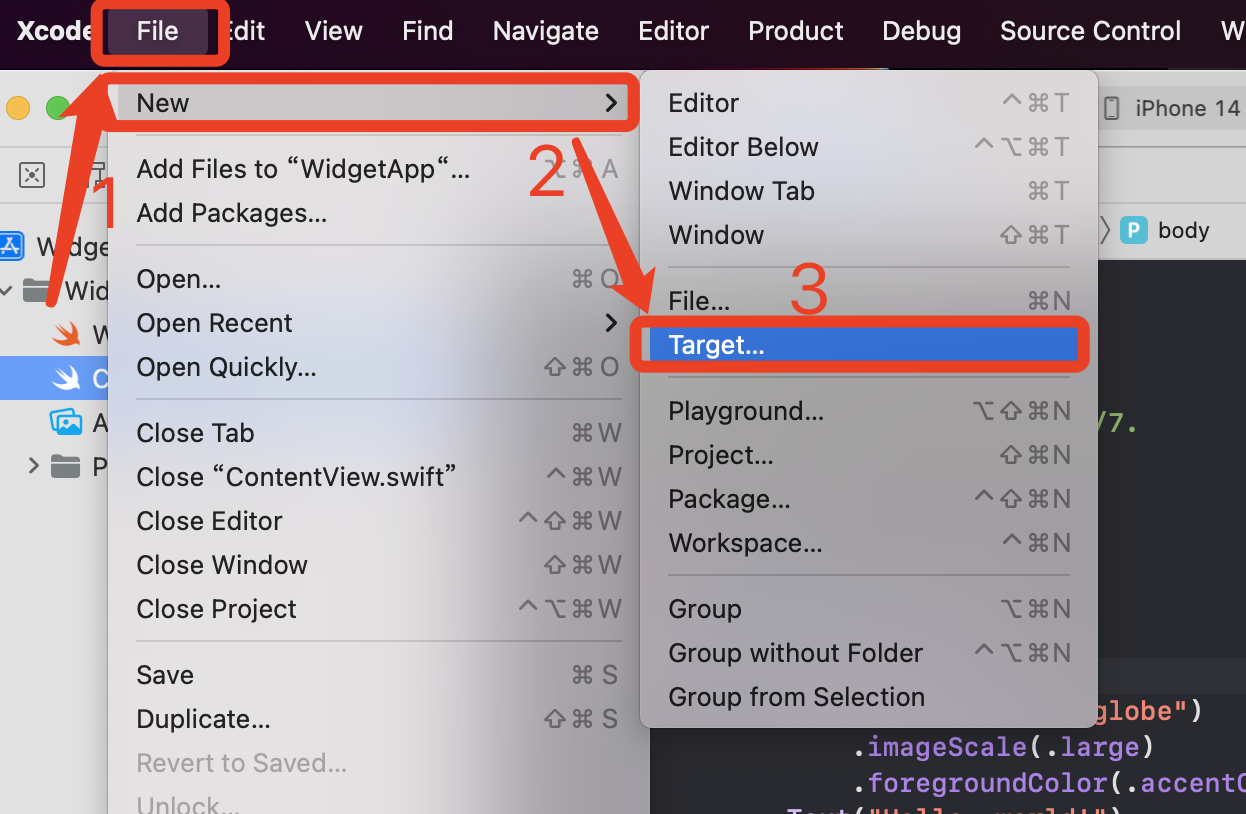 Xcode File Edit View Find Navigate Editor Product Debug Source Control
New
Add Files to “WidgetApp“... ⌥⌘A
Add Packages...
Open... ⌘O
Open Recent
Open Quickly... ⇧⌘O
Close Tab ⌘W
Close “ContentView.swift” ^⌘W
Close Editor ^⇧⌘W
Close Window ⇧⌘W
Close Project ^⌥⌘W
Save ⌘S
Duplicate... ⇧⌘S
Revert to Saved...
Unlock...
Editor ^⌘T
Editor Below ^⌥⌘T
Window Tab ⌘T
Window ⇧⌘T
File... ⌘N
Target...
Playground... ⌥⇧⌘N
Project... ⇧⌘N
Package... ^⇧⌘N
Workspace... ^⌘N
Group ⌥⌘N
Group without Folder ^⌥⌘N
Group from Selection
1
2
3
iPhone 14
P body
/7.
globe")
.imageScale(.large)
.foregroundColor(.accentC
Text("Hello, world!")